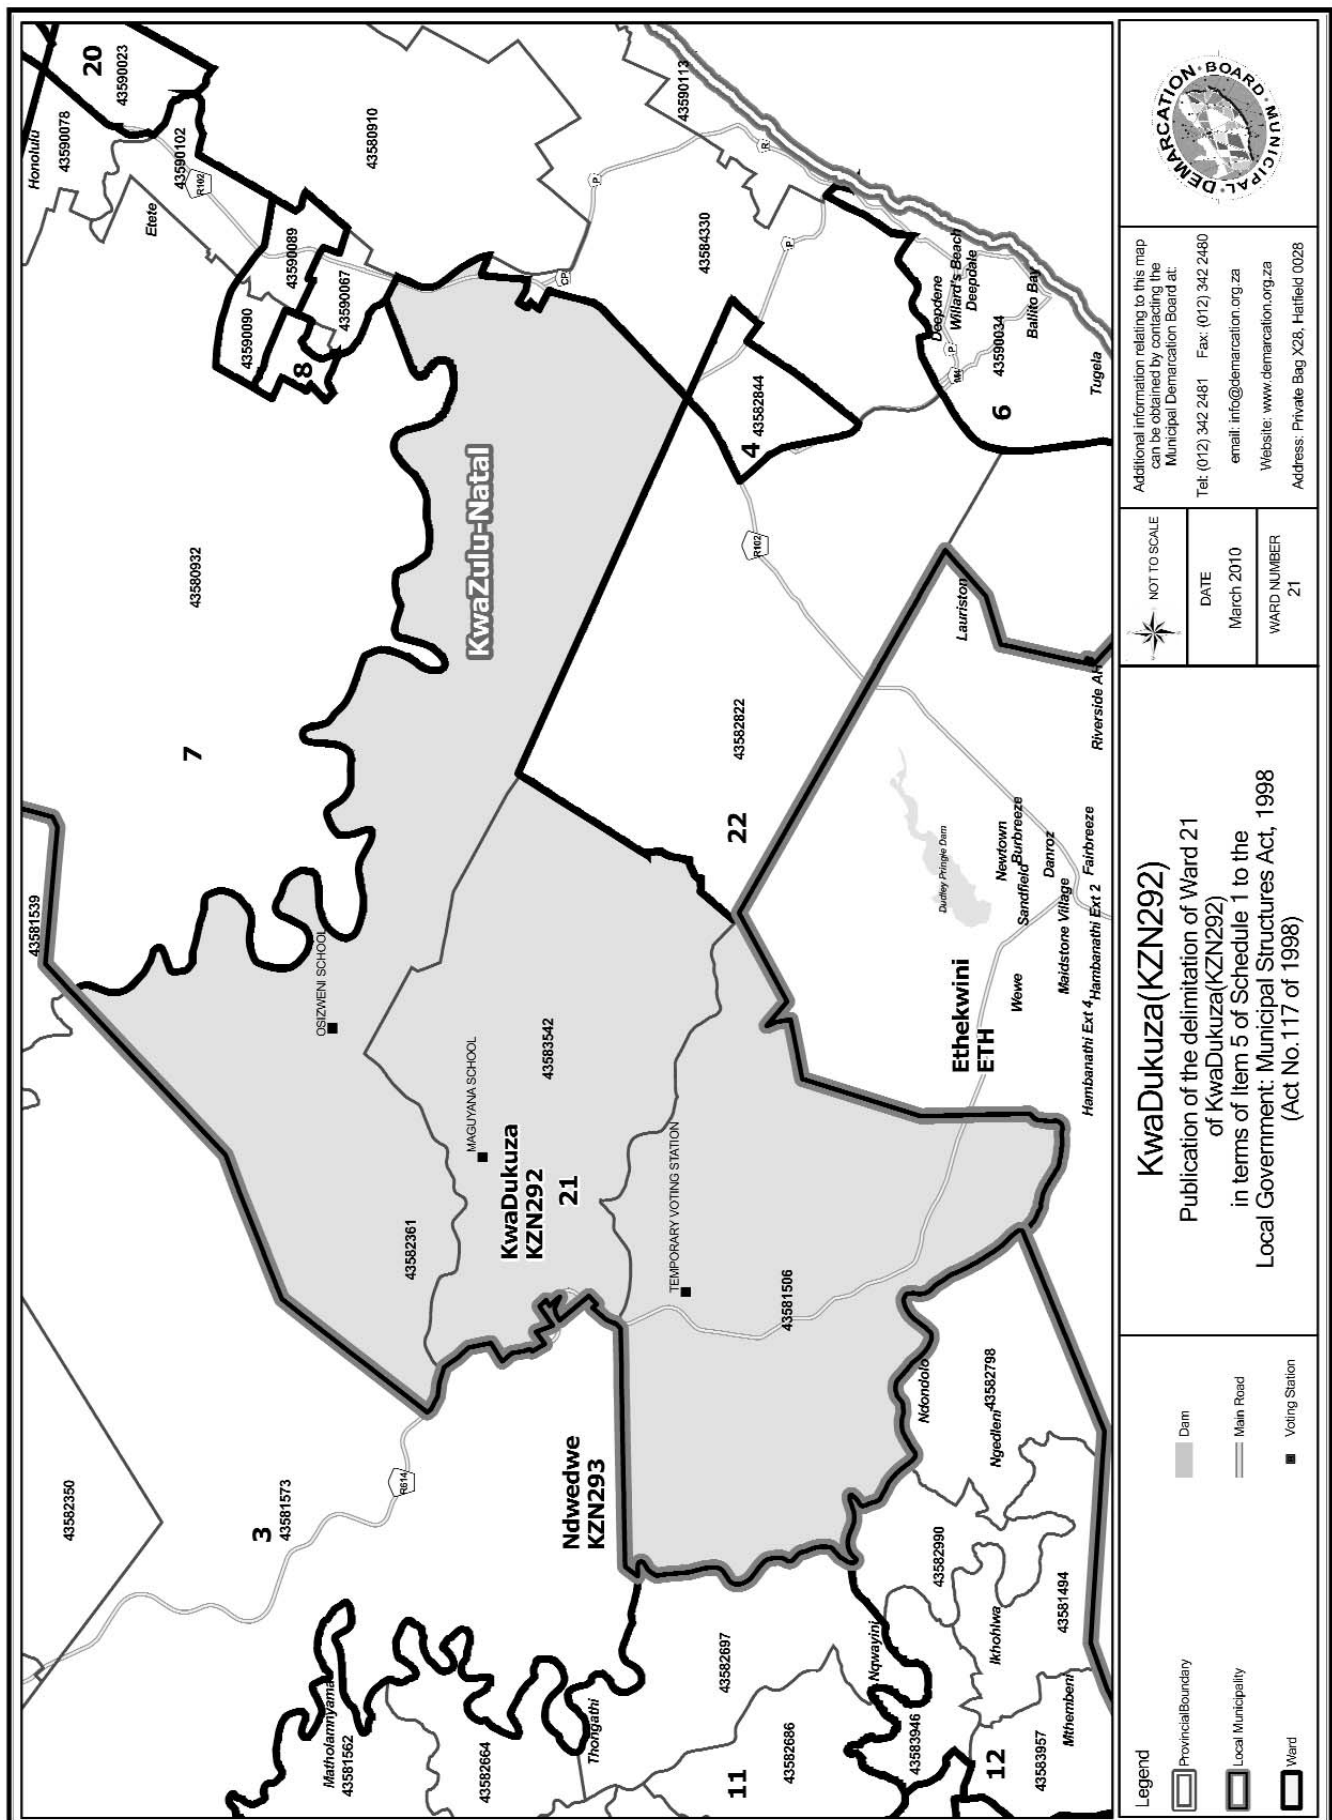 Honolulu
20
43590023
43590078
43590102
R102
Etete
43580910
43590113
43590089
43590067
43590090
8
R
P
P
CP
43584330
KwaZulu-Natal
43580932
7
43582844
4
Deepdene
Willard's Beach
Deepdale
P
M4
43590034
Ballito Bay
6
Tugela
R102
Lauriston
Riverside AH
43582822
22
Dudley Pringle Dam
Newtown
Burbreeze
Sandfield
Danroz
Fairbreeze
Maidstone Village
Hambanathi Ext 2
Wewe
Hambanathi Ext 4
Ethekwini
ETH
43581539
OSIZWENI SCHOOL
MAGUYANA SCHOOL
43583542
KwaDukuza
KZN292
21
TEMPORARY VOTING STATION
43582361
43581506
43582350
3
43581573
R614
Ndwedwe
KZN293
Ndondolo
43582798
Ngedleni
43582990
43581494
Ikhohlwa
Nqwayini
43582697
Matholamnyama
43581562
43582664
Thongathi
11
43582686
43583946
12
43583957
Mthembeni
Legend
ProvincialBoundary
Local Municipality
Ward
Dam
Main Road
Voting Station
KwaDukuza(KZN292)
Publication of the delimitation of Ward 21
of KwaDukuza(KZN292)
in terms of Item 5 of Schedule 1 to the
Local Government: Municipal Structures Act, 1998
(Act No.117 of 1998)
NOT TO SCALE
DATE
March 2010
WARD NUMBER
21
Additional information relating to this map
can be obtained by contacting the
Municipal Demarcation Board at:
Tel: (012) 342 2481 Fax: (012) 342 2480
email: info@demarcation.org.za
Website: www.demarcation.org.za
Address: Private Bag X28, Hatfield 0028
MUNICIPAL DEMARCATION BOARD